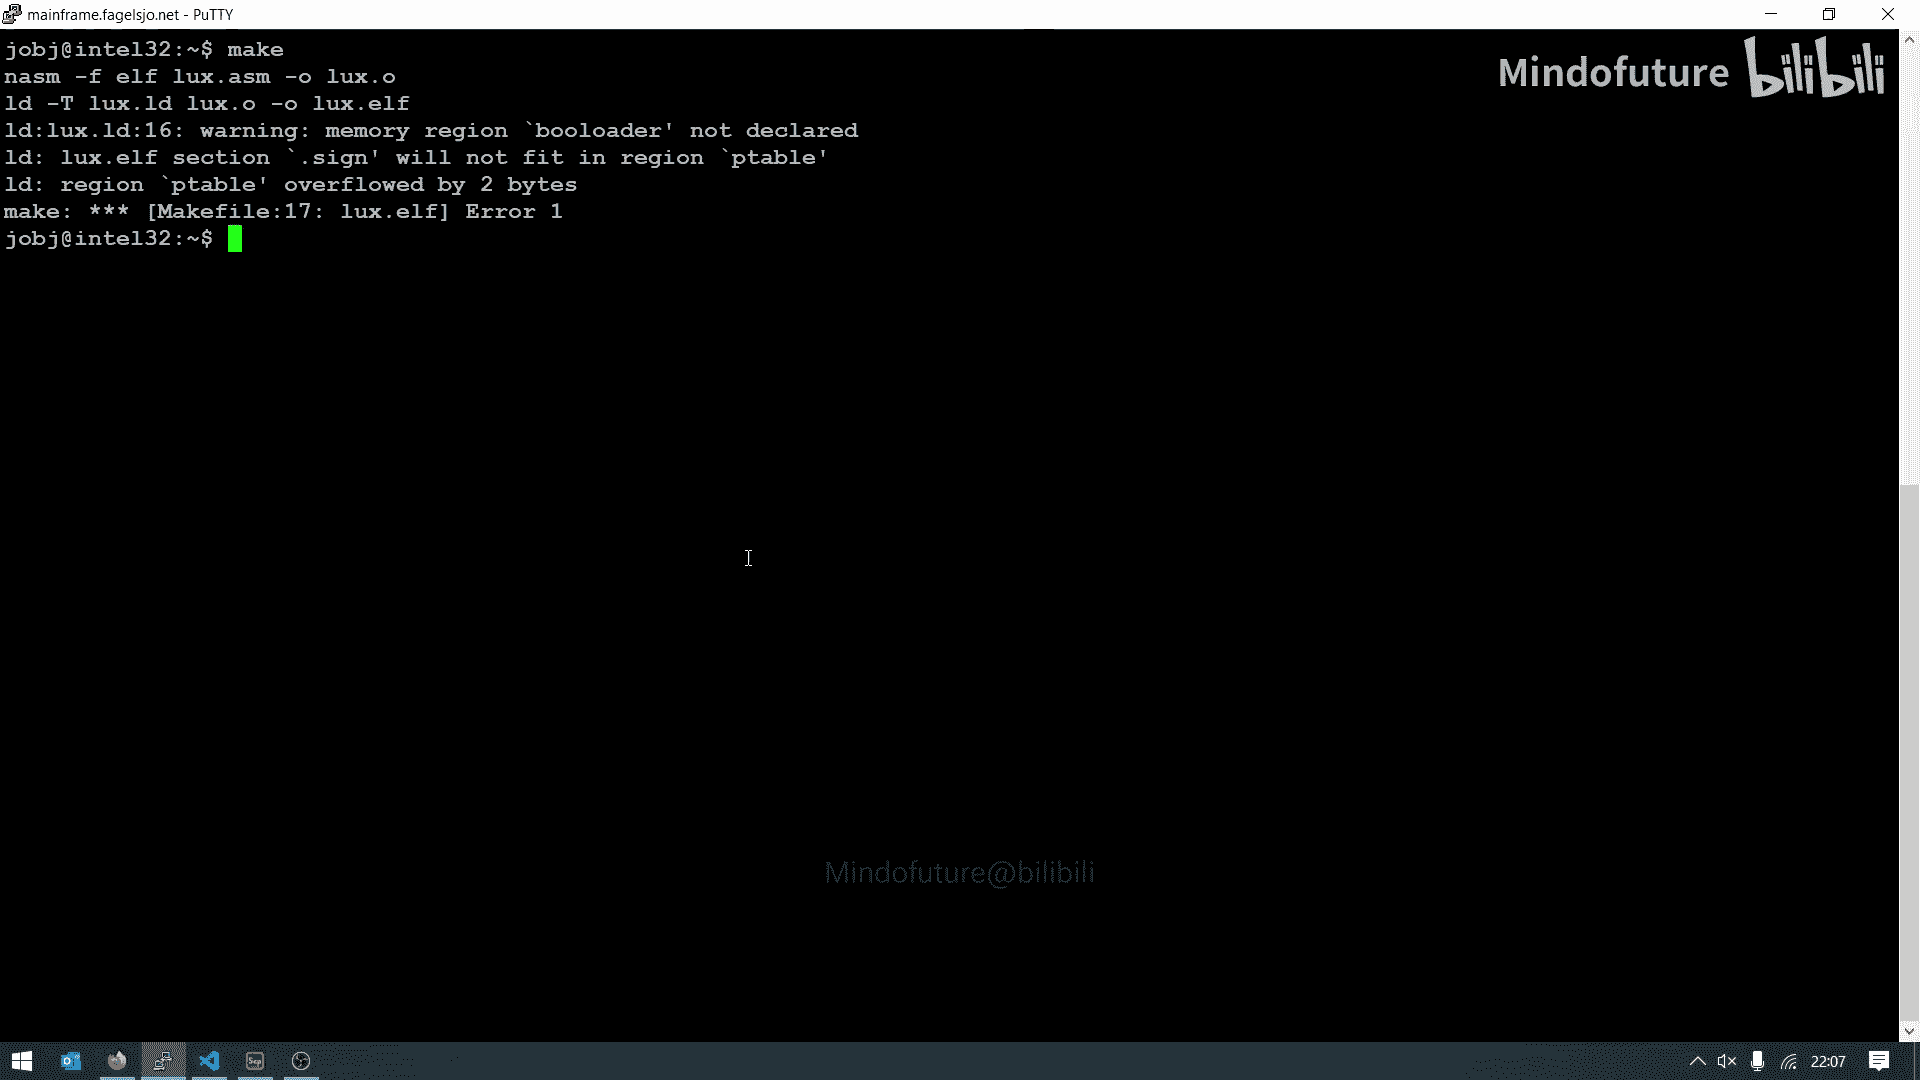 mainframe.fagelsjo.net - PuTTY
jobj@intel32:~$ make
nasm -f elf lux.asm -o lux.o
ld -T lux.ld lux.o -o lux.elf
ld:lux.ld:16: warning: memory region `booloader' not declared
ld: lux.elf section `.sign' will not fit in region `ptable'
ld: region `ptable' overflowed by 2 bytes
make: *** [Makefile:17: lux.elf] Error 1
jobj@intel32:~$
Mindofuture bilibili
Mindofuture@bilibili
22:07